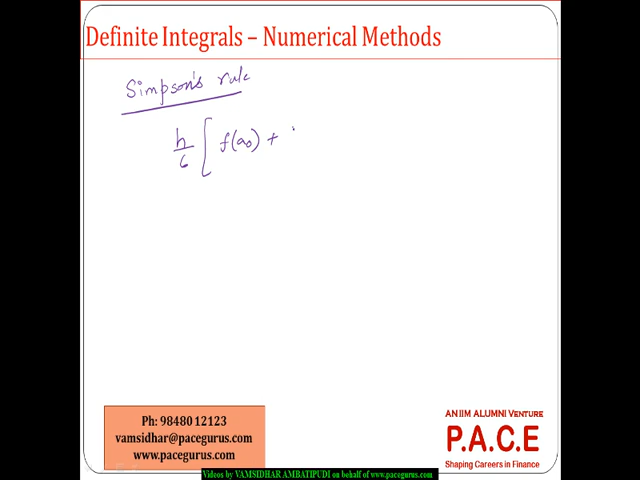 Definite Integrals – Numerical Methods
Simpson's rule
h/6 [ f(a₀) +
Ph: 98480 12123
vamsidhar@pacegurus.com
www.pacegurus.com
AN IIM ALUMNI VENTURE
P.A.C.E
Shaping Careers in Finance
Videos by VAMSIDHAR AMBATIPUDI on behalf of www.pacegurus.com